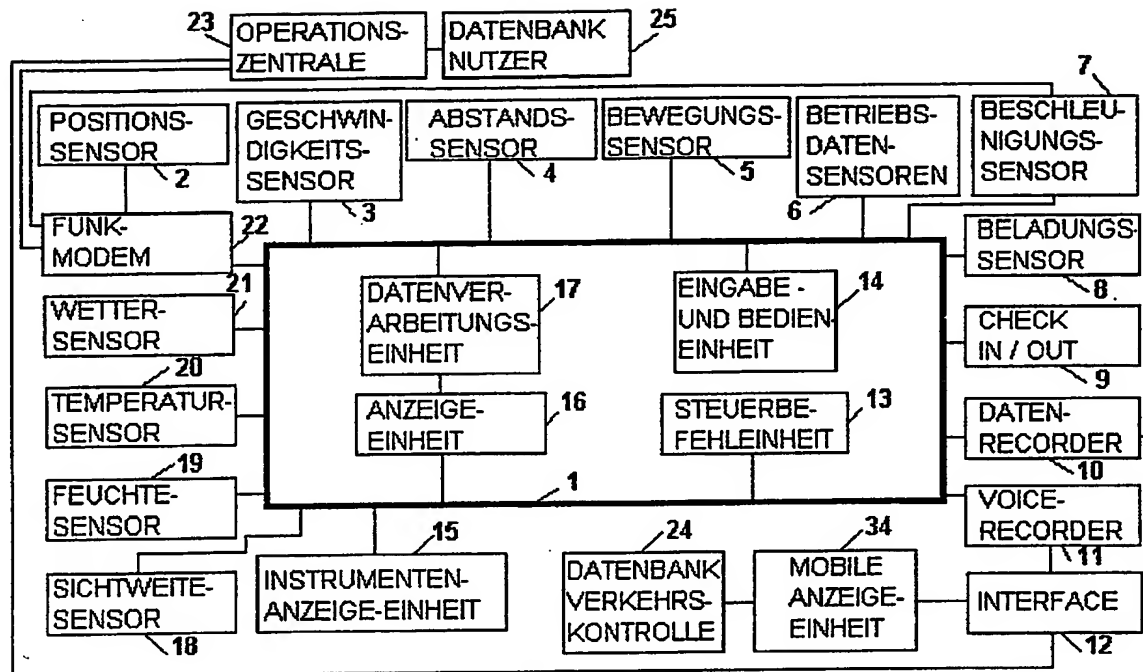 23
OPERATIONS-
ZENTRALE
DATENBANK
NUTZER
25
7
POSITIONS-
SENSOR
2
GESCHWIN-
DIGKEITS-
SENSOR
3
ABSTANDS-
SENSOR
4
BEWEGUNGS-
SENSOR
5
BETRIEBS-
DATEN-
SENSOREN
6
BESCHLEU-
NIGUNGS-
SENSOR
FUNK-
MODEM
22
BELADUNGS-
SENSOR
8
WETTER-
SENSOR
21
DATENVER-
ARBEITUNGS-
EINHEIT
17
EINGABE -
UND BEDIEN-
EINHEIT
14
CHECK
IN / OUT
9
20
TEMPERATUR-
SENSOR
ANZEIGE-
EINHEIT
16
STEUERBE-
FEHLEINHEIT
13
DATEN-
RECORDER
10
19
FEUCHTE-
SENSOR
1
VOICE-
RECORDER
11
SICHTWEITE-
SENSOR
18
15
INSTRUMENTEN-
ANZEIGE-EINHEIT
24
DATENBANK
VERKEHRS-
KONTROLLE
34
MOBILE
ANZEIGE-
EINHEIT
INTERFACE
12